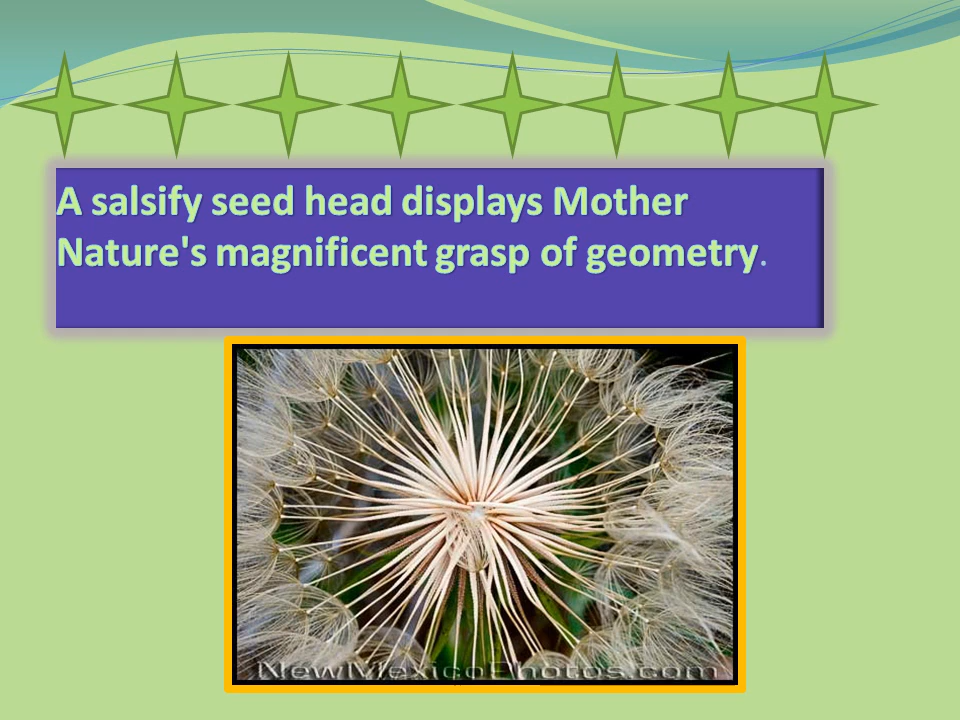 A salsify seed head displays Mother
Nature's magnificent grasp of geometry.
NewMexicoPhotos.com